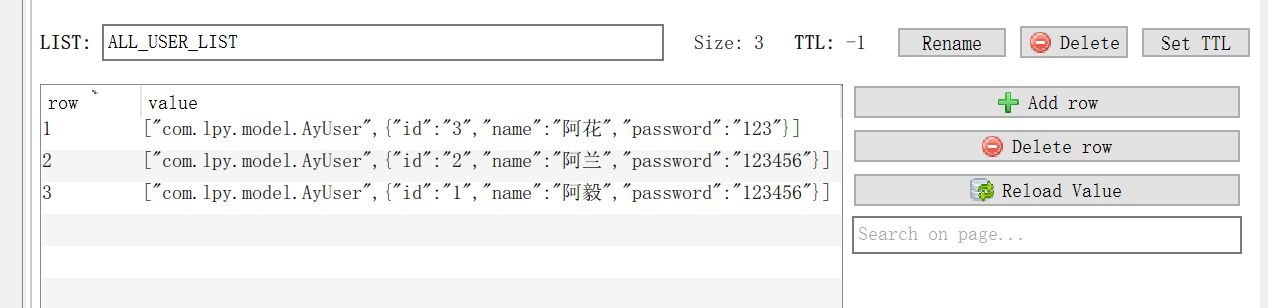 LIST: ALL_USER_LIST Size: 3 TTL: -1 Rename Delete Set TTL
row value
1 ["com.lpy.model.AyUser",{"id":"3","name":"阿花","password":"123"}]
2 ["com.lpy.model.AyUser",{"id":"2","name":"阿兰","password":"123456"}]
3 ["com.lpy.model.AyUser",{"id":"1","name":"阿毅","password":"123456"}]
Add row
Delete row
Reload Value
Search on page...